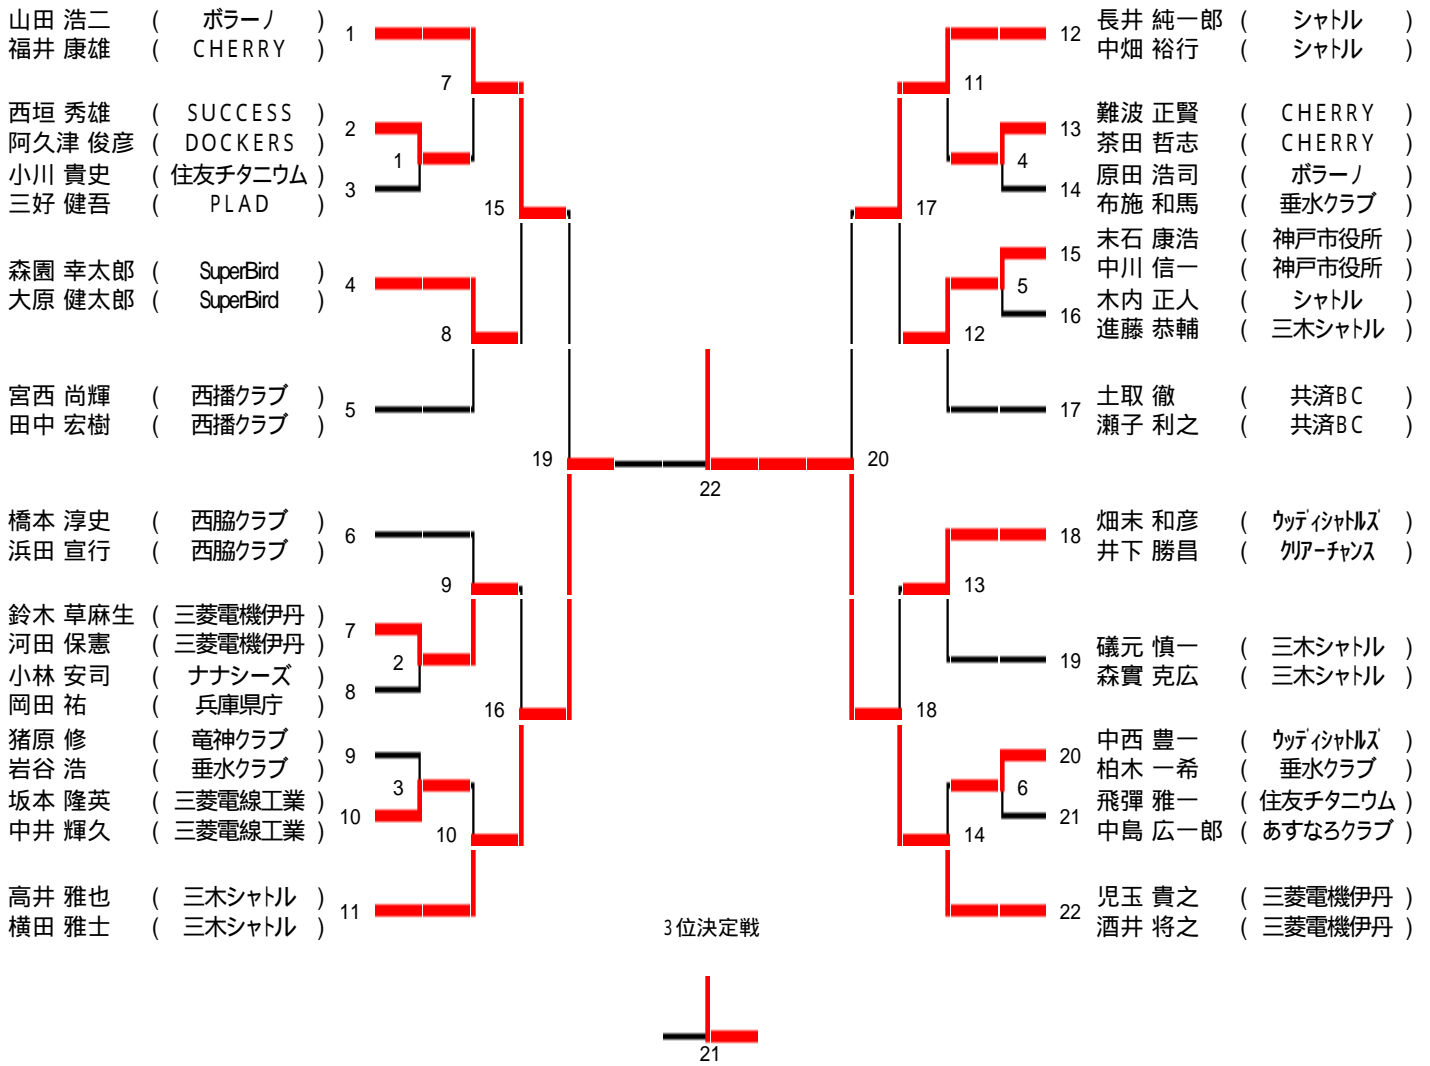 山田 浩二 ( ボラーノ )
福井 康雄 ( CHERRY )
1
7
西垣 秀雄 ( SUCCESS )
阿久津 俊彦 ( DOCKERS )
2
1
小川 貴史 ( 住友チタニウム )
三好 健吾 ( PLAD )
3
15
森園 幸太郎 ( SuperBird )
大原 健太郎 ( SuperBird )
4
8
宮西 尚輝 ( 西播クラブ )
田中 宏樹 ( 西播クラブ )
5
19
橋本 淳史 ( 西脇クラブ )
浜田 宣行 ( 西脇クラブ )
6
9
鈴木 草麻生 ( 三菱電機伊丹 )
河田 保憲 ( 三菱電機伊丹 )
7
2
小林 安司 ( ナナシーズ )
岡田 祐 ( 兵庫県庁 )
8
16
猪原 修 ( 竜神クラブ )
岩谷 浩 ( 垂水クラブ )
9
3
坂本 隆英 ( 三菱電線工業 )
中井 輝久 ( 三菱電線工業 )
10
10
高井 雅也 ( 三木シャトル )
横田 雅士 ( 三木シャトル )
11
22
3位決定戦
21
12
長井 純一郎 ( シャトル )
中畑 裕行 ( シャトル )
11
13
難波 正賢 ( CHERRY )
茶田 哲志 ( CHERRY )
4
14
原田 浩司 ( ボラーノ )
布施 和馬 ( 垂水クラブ )
17
15
末石 康浩 ( 神戸市役所 )
中川 信一 ( 神戸市役所 )
5
16
木内 正人 ( シャトル )
進藤 恭輔 ( 三木シャトル )
12
17
土取 徹 ( 共済BC )
瀬子 利之 ( 共済BC )
20
18
畑末 和彦 ( ウッディシャトルズ )
井下 勝昌 ( クリアーチャンス )
13
19
礒元 慎一 ( 三木シャトル )
森實 克広 ( 三木シャトル )
18
20
中西 豊一 ( ウッディシャトルズ )
柏木 一希 ( 垂水クラブ )
6
21
飛彈 雅一 ( 住友チタニウム )
中島 広一郎 ( あすなろクラブ )
14
22
児玉 貴之 ( 三菱電機伊丹 )
酒井 将之 ( 三菱電機伊丹 )